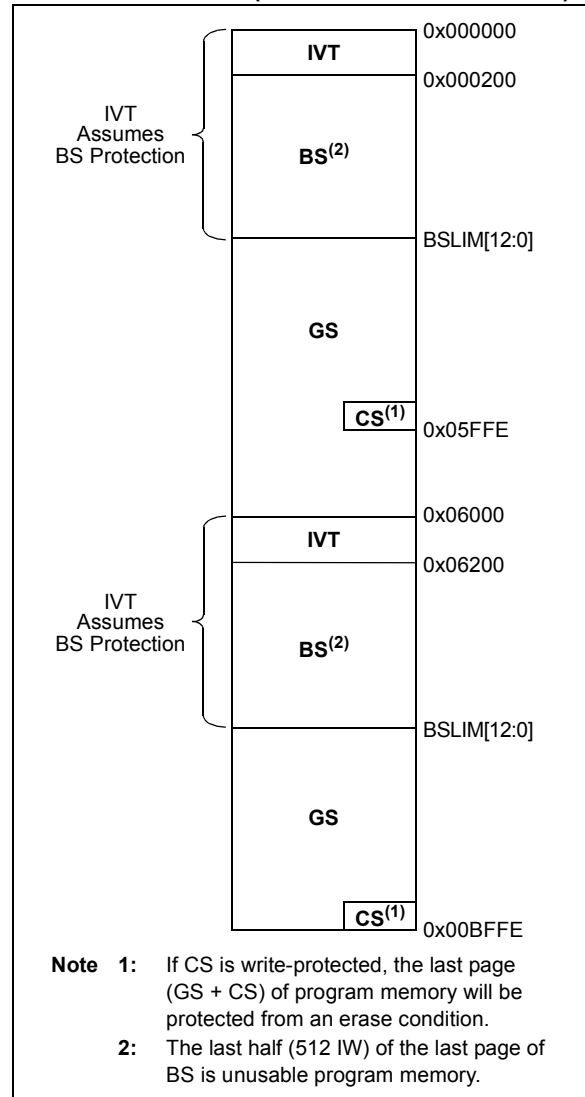 IVT
0x000000
0x000200
IVT
Assumes
BS Protection
BS(2)
BSLIM[12:0]
GS
CS(1)
0x05FFE
0x06000
IVT
0x06200
IVT
Assumes
BS Protection
BS(2)
BSLIM[12:0]
GS
CS(1)
0x00BFFE
Note 1: If CS is write-protected, the last page
(GS + CS) of program memory will be
protected from an erase condition.
2: The last half (512 IW) of the last page of
BS is unusable program memory.